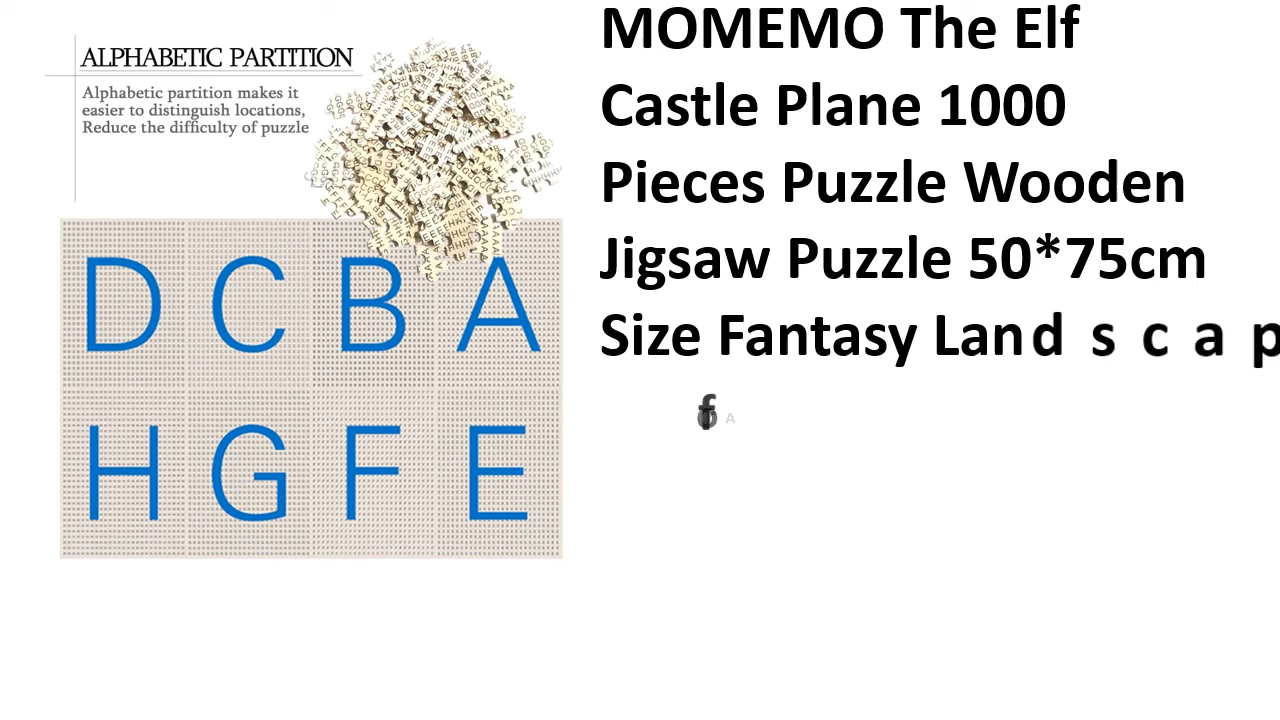 ALPHABETIC PARTITION
Alphabetic partition makes it
easier to distinguish locations,
Reduce the difficulty of puzzle
D C B A
H G F E
MOMEMO The Elf
Castle Plane 1000
Pieces Puzzle Wooden
Jigsaw Puzzle 50*75cm
Size Fantasy Landscap